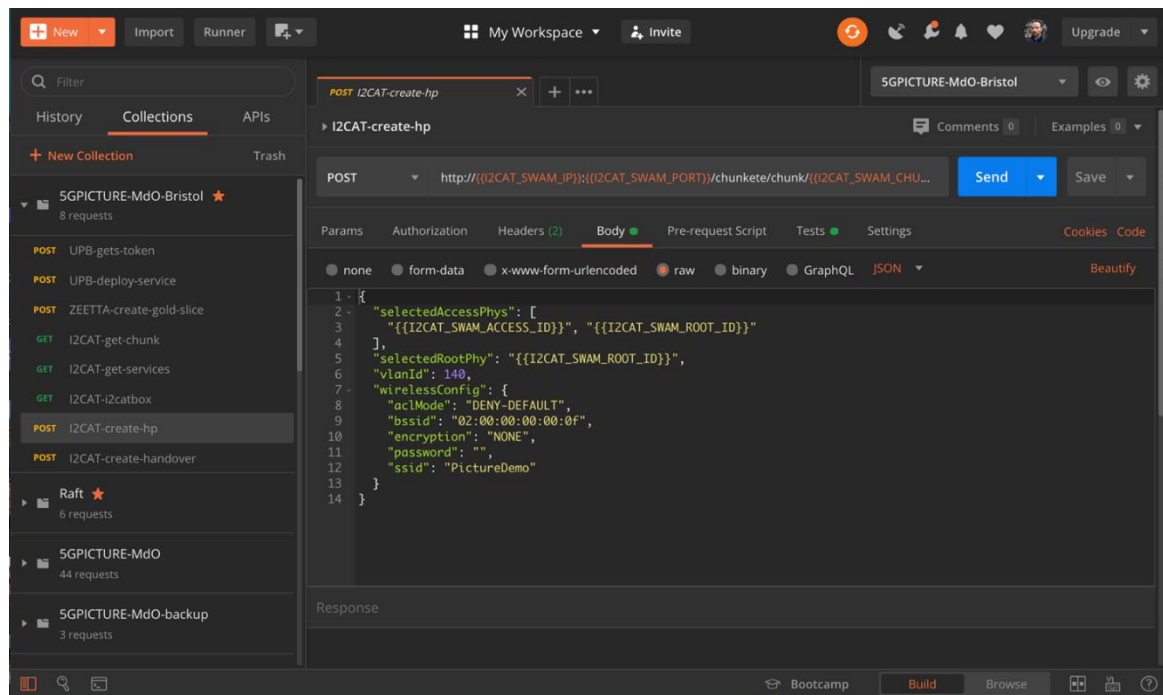 New Import Runner My Workspace Invite Upgrade
Filter
History Collections APIs
+ New Collection Trash
5GPICTURE-MdO-Bristol
8 requests
POST UPB-gets-token
POST UPB-deploy-service
POST ZEETTA-create-gold-slice
GET I2CAT-get-chunk
GET I2CAT-get-services
GET I2CAT-i2catbox
POST I2CAT-create-hp
POST I2CAT-create-handover
Raft
6 requests
5GPICTURE-MdO
44 requests
5GPICTURE-MdO-backup
3 requests
POST I2CAT-create-hp
5GPICTURE-MdO-Bristol
I2CAT-create-hp Comments 0 Examples 0
POST http://{{I2CAT_SWAM_IP}}:{{I2CAT_SWAM_PORT}}/chunkete/chunk/{{I2CAT_SWAM_CHU... Send Save
Params Authorization Headers (2) Body Pre-request Script Tests Settings Cookies Code
none form-data x-www-form-urlencoded raw binary GraphQL JSON Beautify
1 {
2 "selectedAccessPhys": [
3 "{{I2CAT_SWAM_ACCESS_ID}}", "{{I2CAT_SWAM_ROOT_ID}}"
4 ],
5 "selectedRootPhy": "{{I2CAT_SWAM_ROOT_ID}}",
6 "vlanId": 140,
7 "wirelessConfig": {
8 "aclMode": "DENY-DEFAULT",
9 "bssid": "02:00:00:00:00:0f",
10 "encryption": "NONE",
11 "password": "",
12 "ssid": "PictureDemo"
13 }
14 }
Response
Bootcamp Build Browse